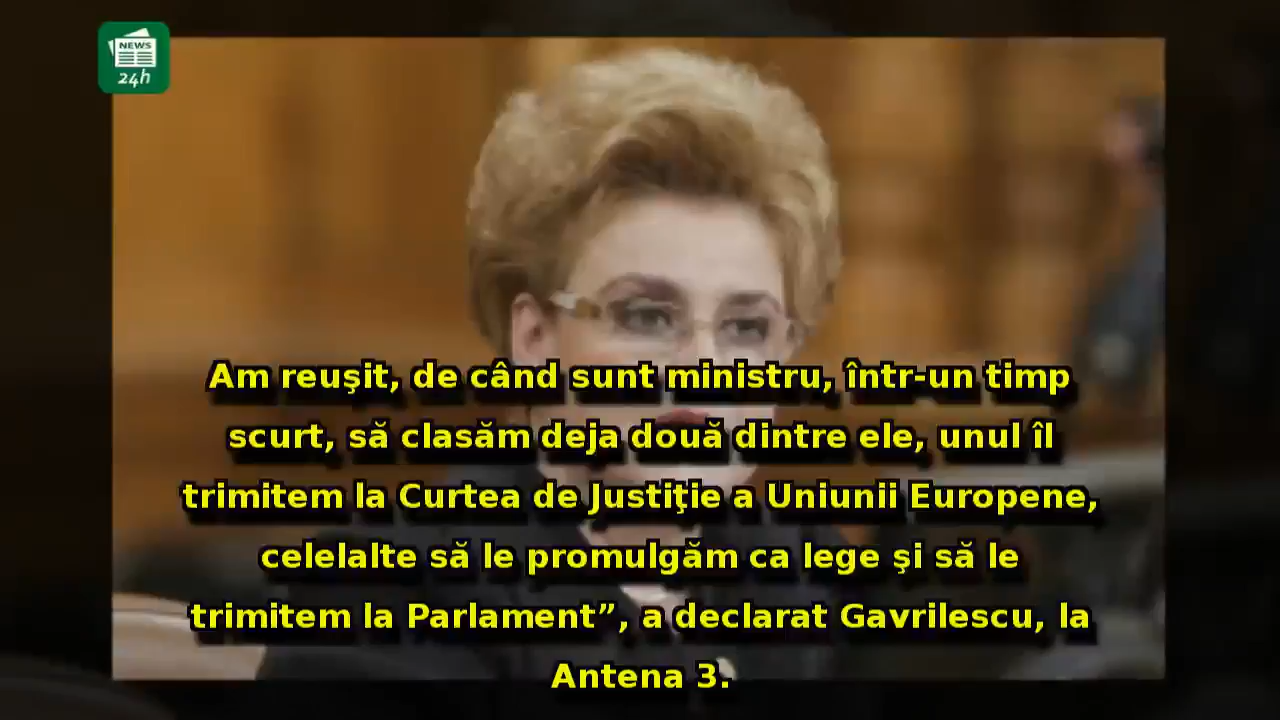 NEWS
24h
Am reuşit, de când sunt ministru, într-un timp
scurt, să clasăm deja două dintre ele, unul îl
trimitem la Curtea de Justiţie a Uniunii Europene,
celelalte să le promulgăm ca lege şi să le
trimitem la Parlament”, a declarat Gavrilescu, la
Antena 3.